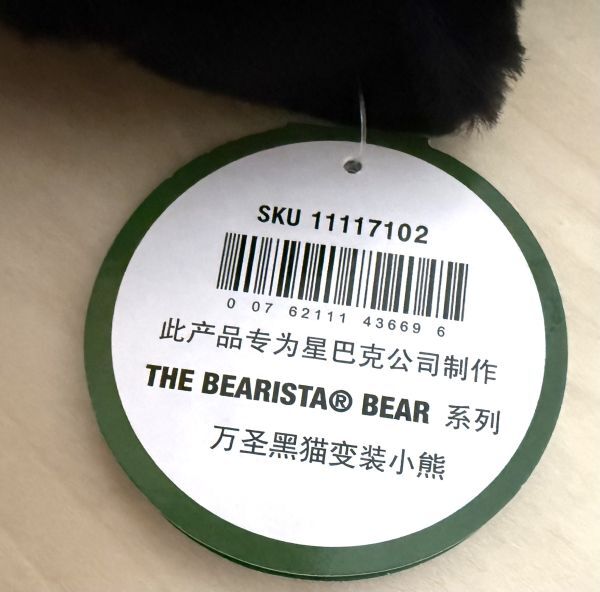 SKU 11117102
0 07 62111 43669 6
此产品专为星巴克公司制作
THE BEARISTA® BEAR 系列
万圣黑猫变装小熊